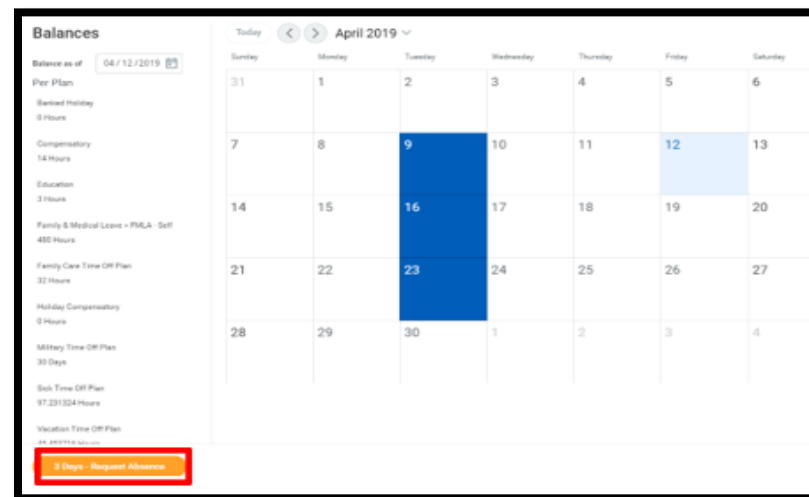 Balances
Today
April 2019
Balance as of 04/12/2019
Sunday Monday Tuesday Wednesday Thursday Friday Saturday
Per Plan
Banked Holiday
0 Hours
Compensatory
14 Hours
Education
3 Hours
Family & Medical Leave > FMLA - Self
480 Hours
Family Care Time Off Plan
32 Hours
Holiday Compensatory
0 Hours
Military Time Off Plan
30 Days
Sick Time Off Plan
97.231324 Hours
Vacation Time Off Plan
31 1 2 3 4 5 6
7 8 9 10 11 12 13
14 15 16 17 18 19 20
21 22 23 24 25 26 27
28 29 30 1 2 3 4
3 Days - Request Absence